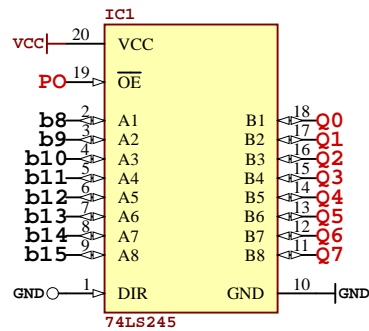 IC1
VCC 20 VCC
PO 19 OE
b8 2 A1 B1 18 Q0
b9 3 A2 B2 17 Q1
b10 4 A3 B3 16 Q2
b11 5 A4 B4 15 Q3
b12 6 A5 B5 14 Q4
b13 7 A6 B6 13 Q5
b14 8 A7 B7 12 Q6
b15 9 A8 B8 11 Q7
GND 1 DIR GND 10 GND
74LS245